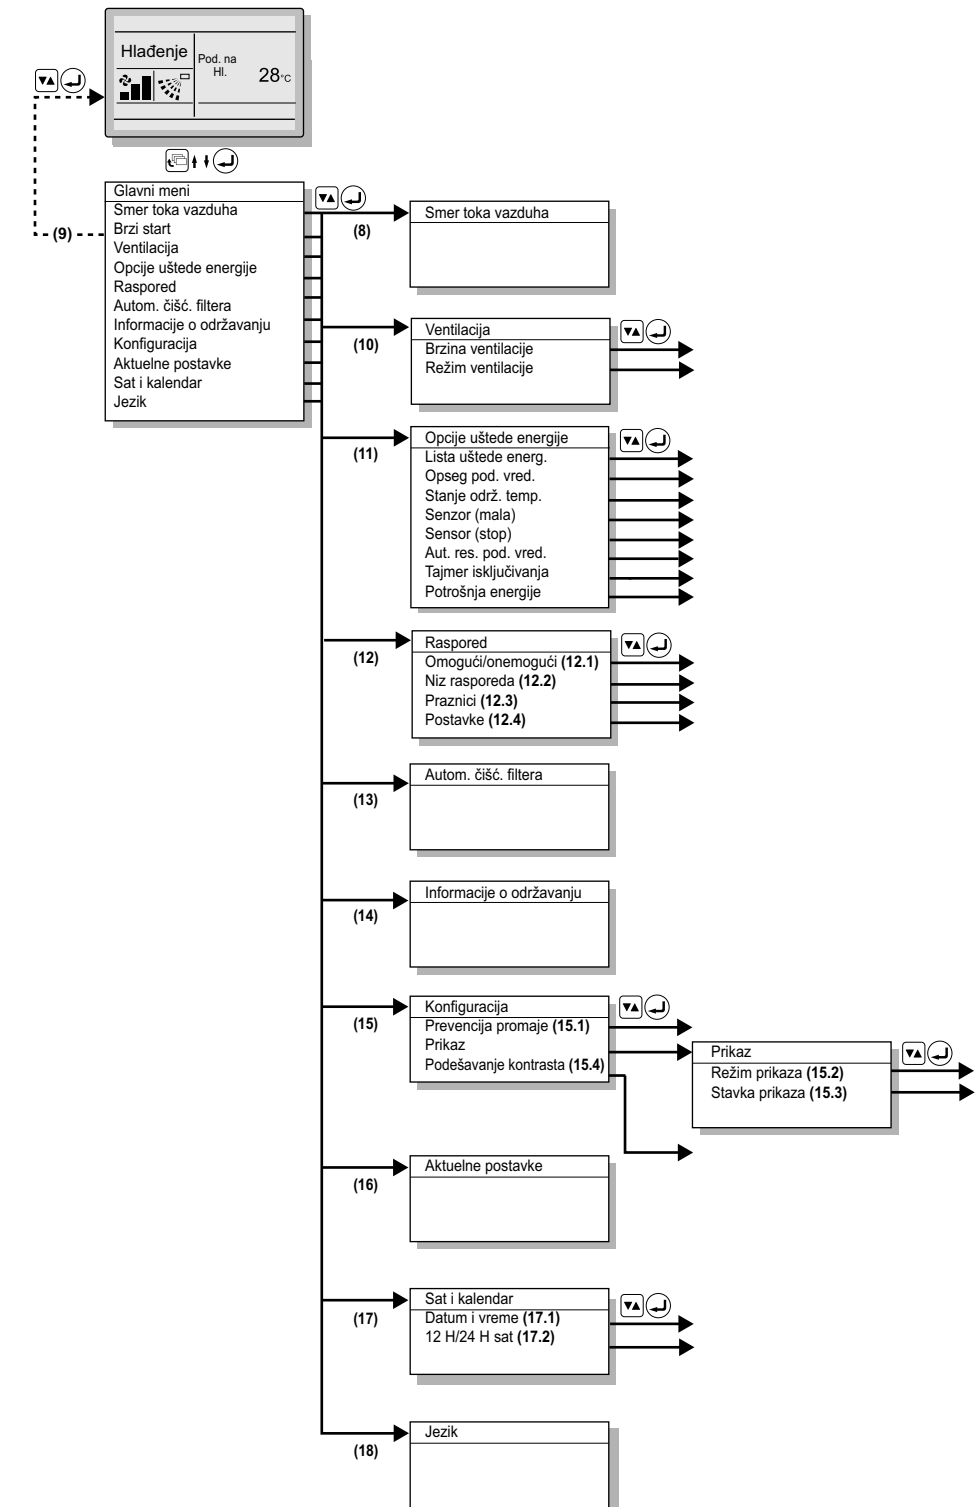 Hlađenje
Pod. na
Hl.
28°C
Glavni meni
Smer toka vazduha
Brzi start
Ventilacija
Opcije uštede energije
Raspored
Autom. čišć. filtera
Informacije o održavanju
Konfiguracija
Aktuelne postavke
Sat i kalendar
Jezik
(9)
(8)
Smer toka vazduha
(10)
Ventilacija
Brzina ventilacije
Režim ventilacije
(11)
Opcije uštede energije
Lista uštede energ.
Opseg pod. vred.
Stanje održ. temp.
Senzor (mala)
Sensor (stop)
Aut. res. pod. vred.
Tajmer isključivanja
Potrošnja energije
(12)
Raspored
Omogući/onemogući (12.1)
Niz rasporeda (12.2)
Praznici (12.3)
Postavke (12.4)
(13)
Autom. čišć. filtera
(14)
Informacije o održavanju
(15)
Konfiguracija
Prevencija promaje (15.1)
Prikaz
Podešavanje kontrasta (15.4)
Prikaz
Režim prikaza (15.2)
Stavka prikaza (15.3)
(16)
Aktuelne postavke
(17)
Sat i kalendar
Datum i vreme (17.1)
12 H/24 H sat (17.2)
(18)
Jezik